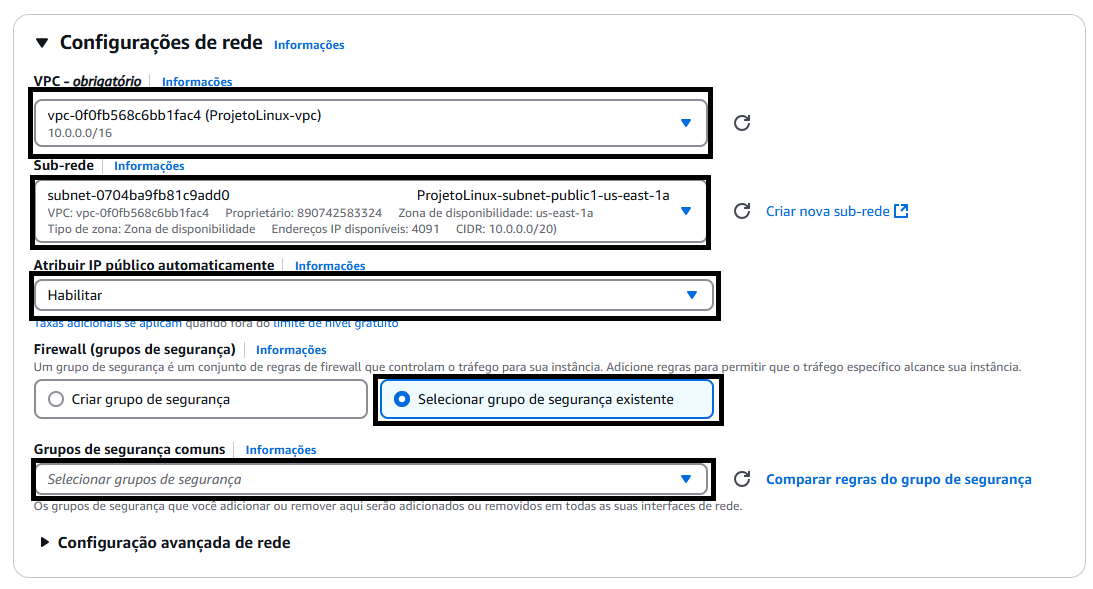 Configurações de rede Informações
VPC - obrigatório Informações
vpc-0f0fb568c6bb1fac4 (ProjetoLinux-vpc)
10.0.0.0/16
Sub-rede Informações
subnet-0704ba9fb81c9add0 ProjetoLinux-subnet-public1-us-east-1a
VPC: vpc-0f0fb568c6bb1fac4 Proprietário: 890742583324 Zona de disponibilidade: us-east-1a
Tipo de zona: Zona de disponibilidade Endereços IP disponíveis: 4091 CIDR: 10.0.0.0/20)
Criar nova sub-rede
Atribuir IP público automaticamente Informações
Habilitar
Taxas adicionais se aplicam quando fora do limite de nível gratuito
Firewall (grupos de segurança) Informações
Um grupo de segurança é um conjunto de regras de firewall que controlam o tráfego para sua instância. Adicione regras para permitir que o tráfego específico alcance sua instância.
Criar grupo de segurança Selecionar grupo de segurança existente
Grupos de segurança comuns Informações
Selecionar grupos de segurança Comparar regras do grupo de segurança
Os grupos de segurança que você adicionar ou remover aqui serão adicionados ou removidos em todas as suas interfaces de rede.
Configuração avançada de rede